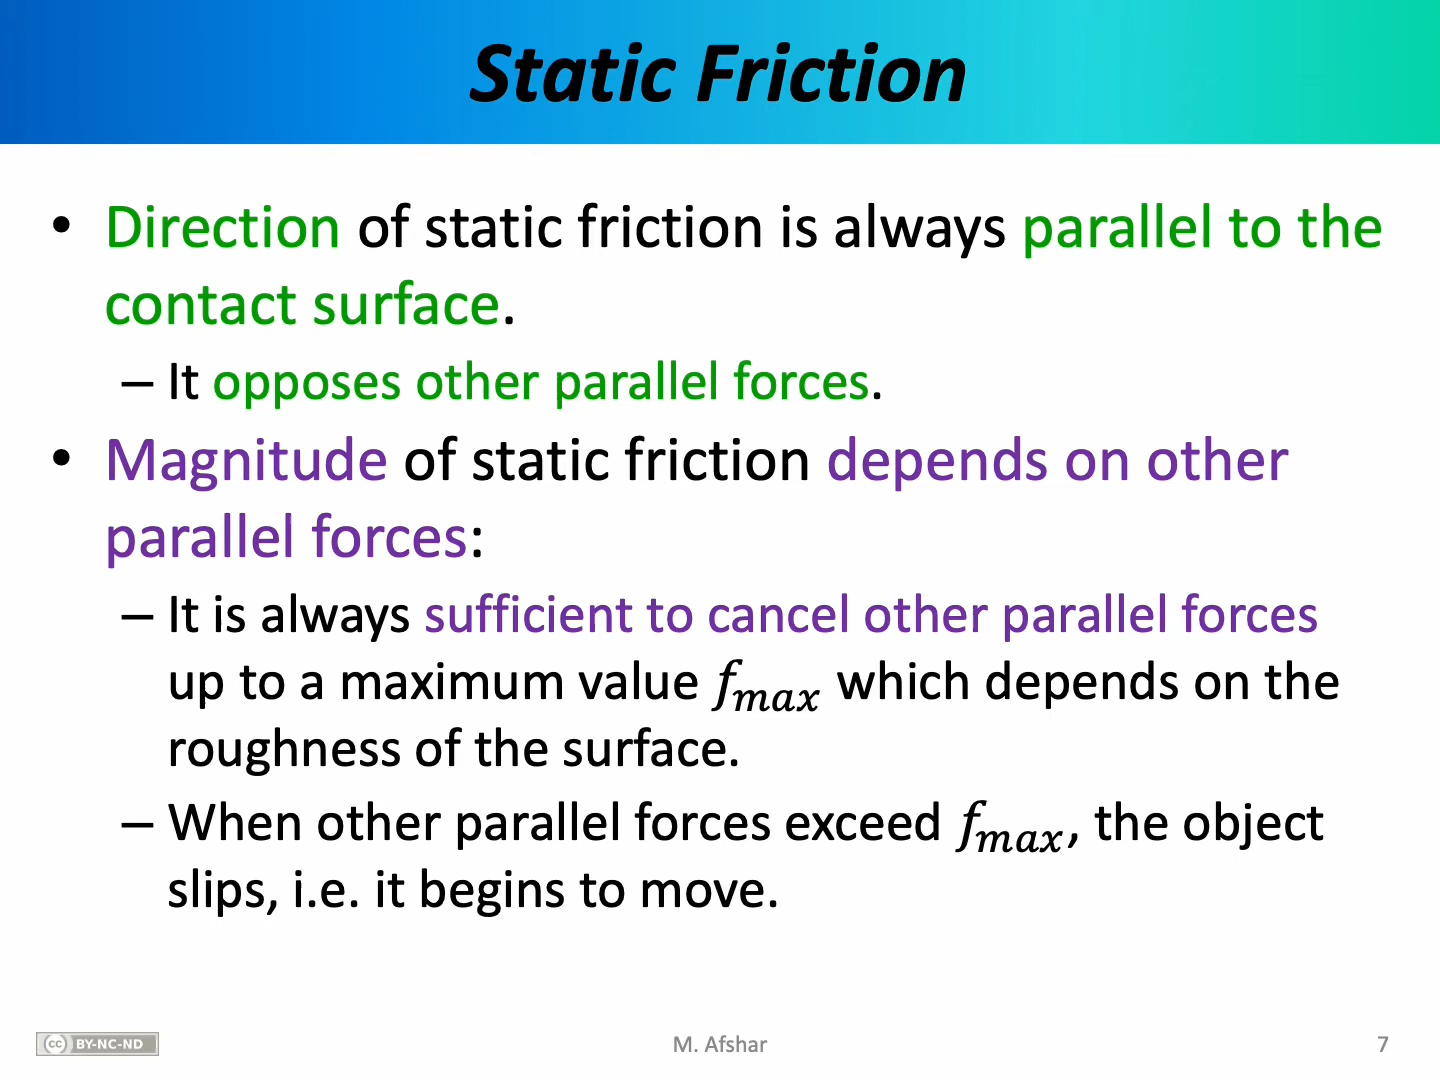 Static Friction
• Direction of static friction is always parallel to the
contact surface.
– It opposes other parallel forces.
• Magnitude of static friction depends on other
parallel forces:
– It is always sufficient to cancel other parallel forces
up to a maximum value f_max which depends on the
roughness of the surface.
– When other parallel forces exceed f_max, the object
slips, i.e. it begins to move.
cc BY-NC-ND
M. Afshar
7